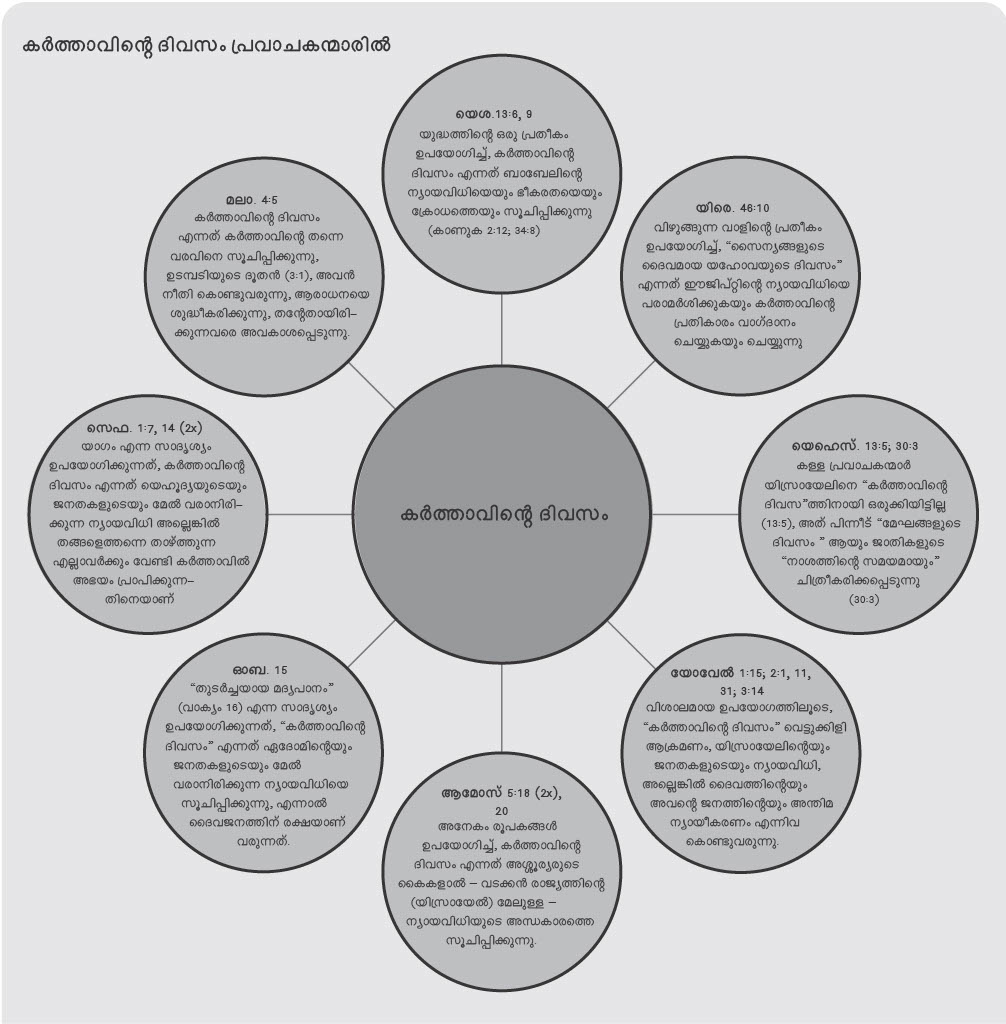 കർത്താവിന്റെ ദിവസം പ്രവാചകന്മാരിൽ
യെശ.13:6, 9
യുദ്ധത്തിന്റെ ഒരു പ്രതീകം
ഉപയോഗിച്ച്, കർത്താവിന്റെ
ദിവസം എന്നത് ബാബേലിന്റെ
ന്യായവിധിയെയും ഭീകരതയെയും
ക്രോധത്തെയും സൂചിപ്പിക്കുന്നു
(കാണുക 2:12; 34:8)
യിരെ. 46:10
വിഴുങ്ങുന്ന വാളിന്റെ പ്രതീകം
ഉപയോഗിച്ച്, “സൈന്യങ്ങളുടെ
ദൈവമായ യഹോവയുടെ ദിവസം”
എന്നത് ഈജിപ്റ്റിന്റെ ന്യായവിധിയെ
പരാമർശിക്കുകയും കർത്താവിന്റെ
പ്രതികാരം വാഗ്ദാനം
ചെയ്യുകയും ചെയ്യുന്നു
യെഹെസ്. 13:5; 30:3
കള്ള പ്രവാചകന്മാർ
യിസ്രായേലിനെ “കർത്താവിന്റെ
ദിവസ”ത്തിനായി ഒരുക്കിയിട്ടില്ല
(13:5), അത് പിന്നീട് “മേഘങ്ങളുടെ
ദിവസം ” ആയും ജാതികളുടെ
“നാശത്തിന്റെ സമയമായും”
ചിത്രീകരിക്കപ്പെടുന്നു
(30:3)
യോവേൽ 1:15; 2:1, 11,
31; 3:14
വിശാലമായ ഉപയോഗത്തിലൂടെ,
“കർത്താവിന്റെ ദിവസം” വെട്ടുക്കിളി
ആക്രമണം, യിസ്രായേലിന്റെയും
ജനതകളുടെയും ന്യായവിധി,
അല്ലെങ്കിൽ ദൈവത്തിന്റെയും
അവന്റെ ജനത്തിന്റെയും അന്തിമ
ന്യായീകരണം എന്നിവ
കൊണ്ടുവരുന്നു.
ആമോസ് 5:18 (2x),
20
അനേകം രൂപകങ്ങൾ
ഉപയോഗിച്ച്, കർത്താവിന്റെ
ദിവസം എന്നത് അശ്ശൂര്യരുടെ
കൈകളാൽ – വടക്കൻ രാജ്യത്തിന്റെ
(യിസ്രായേൽ) മേലുള്ള –
ന്യായവിധിയുടെ അന്ധകാരത്തെ
സൂചിപ്പിക്കുന്നു.
ഓബ. 15
“തുടർച്ചയായ മദ്യപാനം”
(വാക്യം 16) എന്ന സാദൃശ്യം
ഉപയോഗിക്കുന്നത്, “കർത്താവിന്റെ
ദിവസം” എന്നത് ഏദോമിന്റെയും
ജനതകളുടെയും മേൽ
വരാനിരിക്കുന്ന ന്യായവിധിയെ
സൂചിപ്പിക്കുന്നു, എന്നാൽ
ദൈവജനത്തിന് രക്ഷയാണ്
വരുന്നത്.
സെഫ. 1:7, 14 (2x)
യാഗം എന്ന സാദൃശ്യം
ഉപയോഗിക്കുന്നത്, കർത്താവിന്റെ
ദിവസം എന്നത് യെഹൂദ്യയുടെയും
ജനതകളുടെയും മേൽ വരാനിരി–
ക്കുന്ന ന്യായവിധി അല്ലെങ്കിൽ
തങ്ങളെത്തന്നെ താഴ്ത്തുന്ന
എല്ലാവർക്കും വേണ്ടി കർത്താവിൽ
അഭയം പ്രാപിക്കുന്ന–
തിനെയാണ്
മലാ. 4:5
കർത്താവിന്റെ ദിവസം
എന്നത് കർത്താവിന്റെ തന്നെ
വരവിനെ സൂചിപ്പിക്കുന്നു,
ഉടമ്പടിയുടെ ദൂതൻ (3:1), അവൻ
നീതി കൊണ്ടുവരുന്നു, ആരാധനയെ
ശുദ്ധീകരിക്കുന്നു, തന്റേതായിരി–
ക്കുന്നവരെ അവകാശപ്പെടുന്നു.
കർത്താവിന്റെ ദിവസം